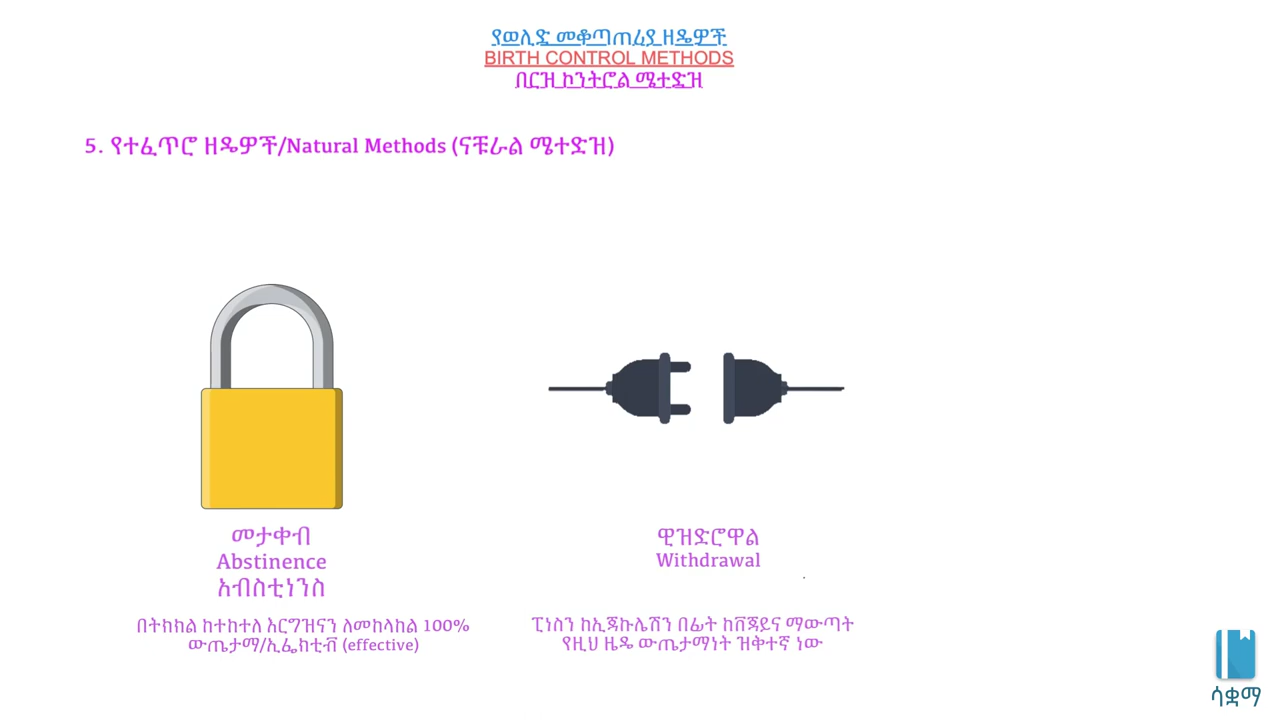 የወሊድ መቆጣጠሪያ ዘዴዎች
BIRTH CONTROL METHODS
በርዝ ኮንትሮል ሜተድዝ
5. የተፈጥሮ ዘዴዎች/Natural Methods (ናቹራል ሜተድዝ)
መታቀብ
Abstinence
አብስቲነንስ
በትክክል ከተከተለ እርግዝናን ለመከላከል 100%
ውጤታማ/ኢፌክቲቭ (effective)
ዊዝድሮዋል
Withdrawal
ፒነስን ከኢጃኩሌሽን በፊት ከቨጃይና ማውጣት
የዚህ ዜዴ ውጤታማነት ዝቅተኛ ነው
ሳቋማ